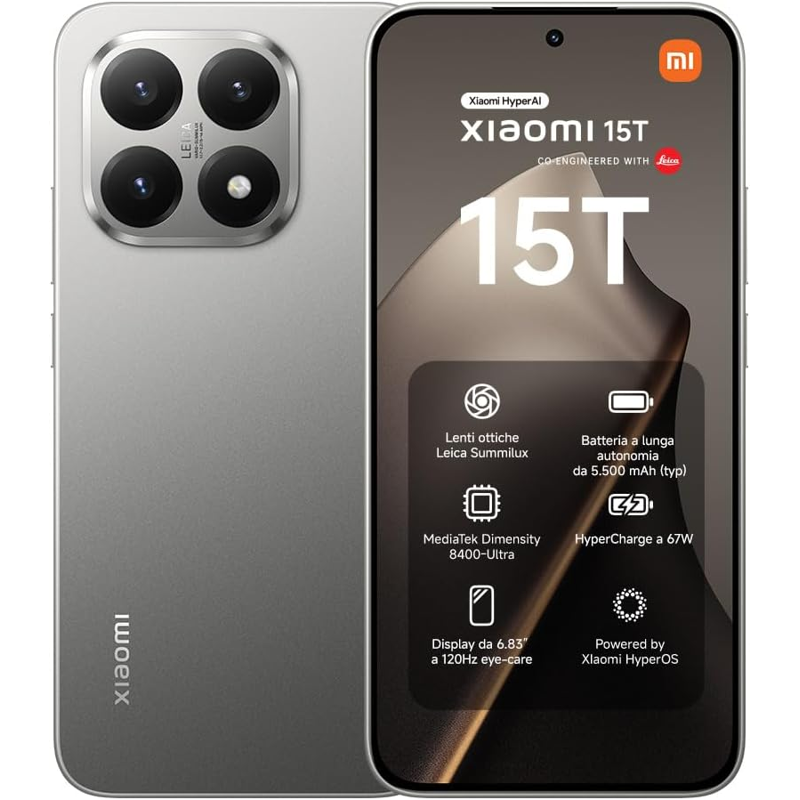 LEICA
xiaomi
Xiaomi HyperAI
xiaomi 15T
CO-ENGINEERED WITH Leica
15T
Lenti ottiche
Leica Summilux
Batteria a lunga
autonomia
da 5.500 mAh (typ)
MediaTek Dimensity
8400-Ultra
HyperCharge a 67W
Display da 6.83”
a 120Hz eye-care
Powered by
Xiaomi HyperOS
mi